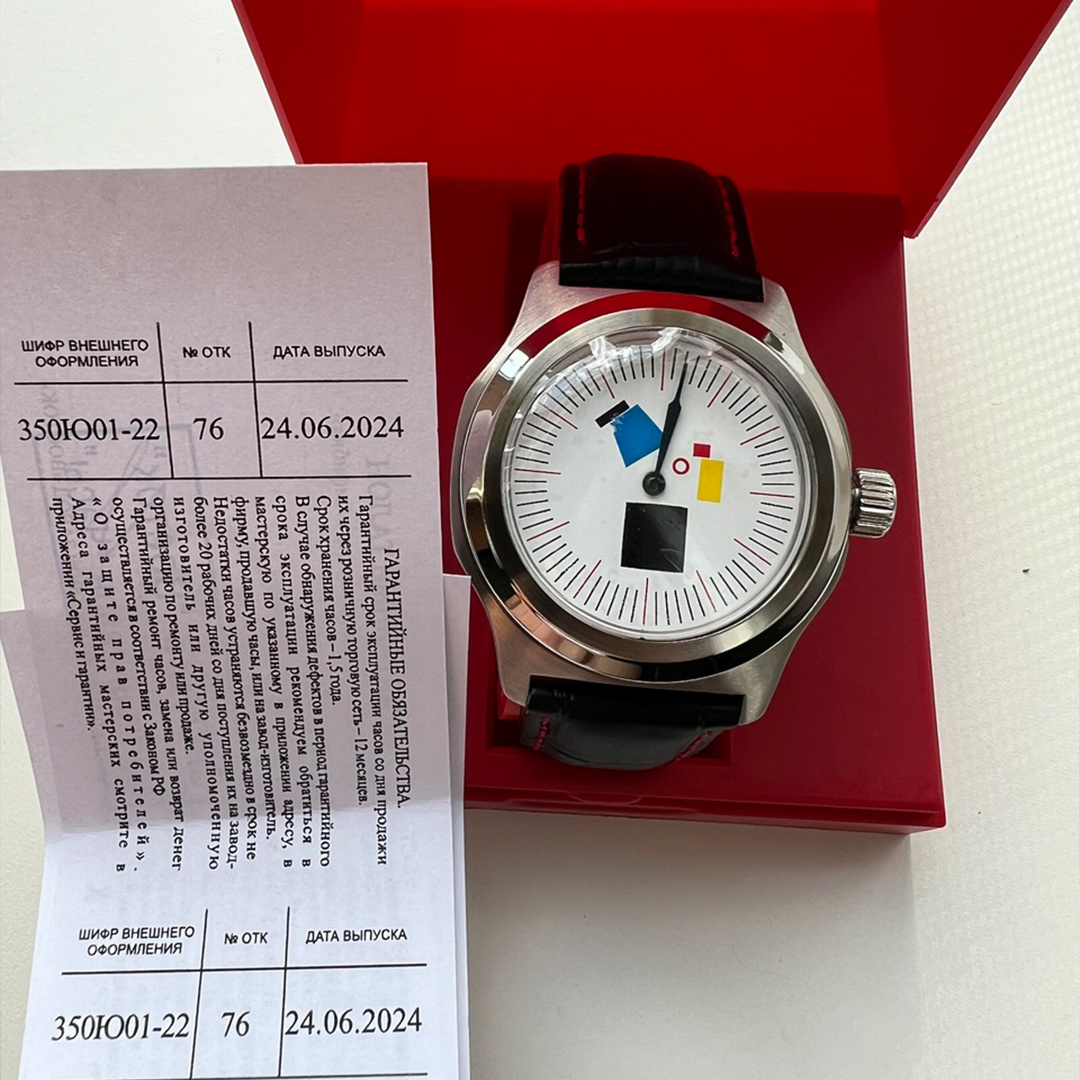 ШИФР ВНЕШНЕГО
ОФОРМЛЕНИЯ
№ ОТК
ДАТА ВЫПУСКА
350Ю01-22
76
24.06.2024
ГАРАНТИЙНЫЕ ОБЯЗАТЕЛЬСТВА.
Гарантийный срок эксплуатации часов со дня продажи
их через розничную торговую сеть – 12 месяцев.
Срок хранения часов – 1,5 года.
В случае обнаружения дефектов в период гарантийного
срока эксплуатации рекомендуем обратиться в
мастерскую по указанному в приложении адресу, в
фирму, продавшую часы, или на завод-изготовитель.
Недостатки часов устраняются безвозмездно в срок не
более 20 рабочих дней со дня поступления их на завод-
изготовитель или другую уполномоченную
организацию по ремонту или продаже.
Гарантийный ремонт часов, замена или возврат денег
осуществляется в соответствии с Законом РФ
«О защите прав потребителей».
Адреса гарантийных мастерских смотрите в
приложении «Сервис и гарантии».
ШИФР ВНЕШНЕГО
ОФОРМЛЕНИЯ
№ ОТК
ДАТА ВЫПУСКА
350Ю01-22
76
24.06.2024